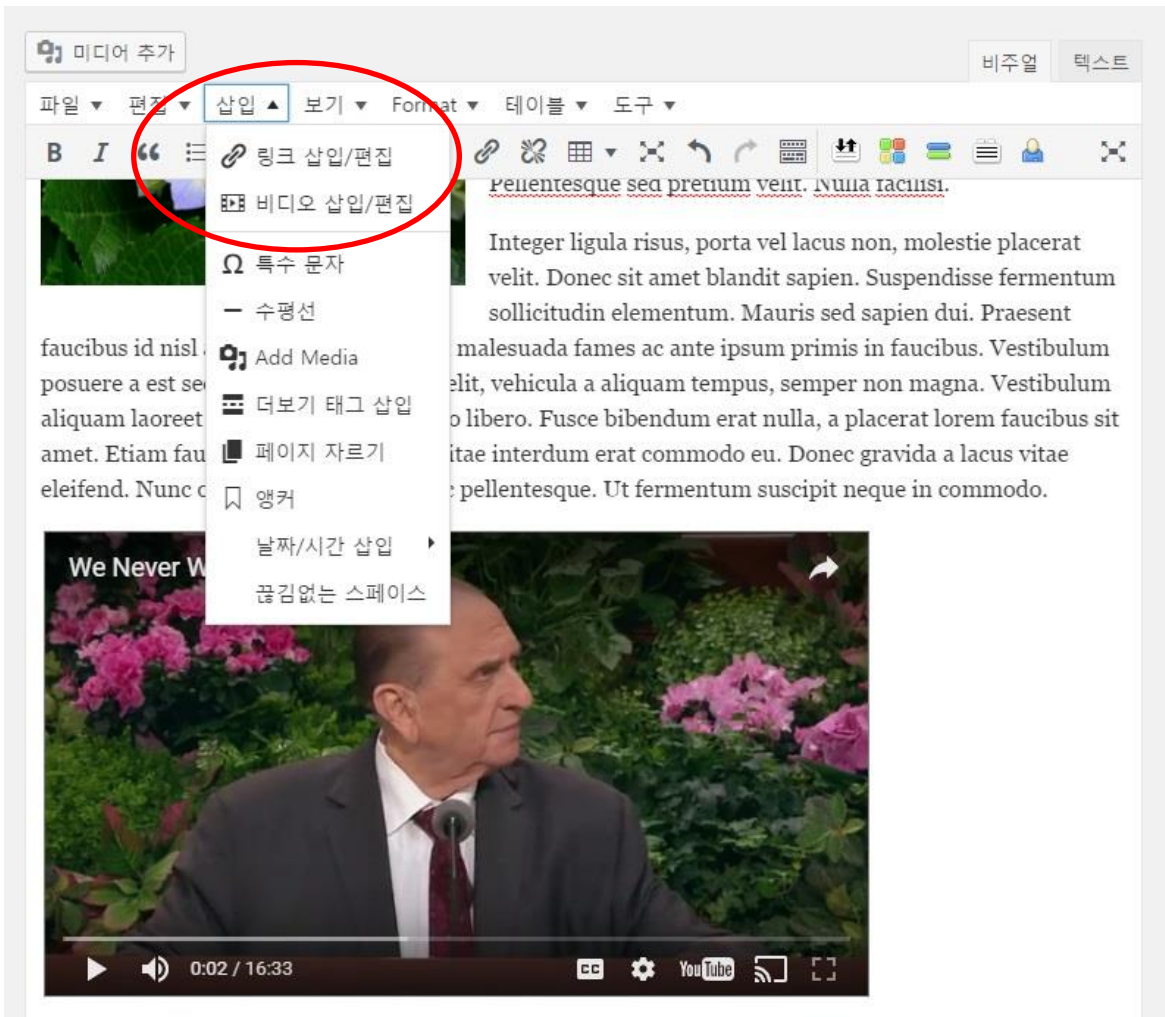 미디어 추가
비주얼 텍스트
파일 편집 삽입 보기 Format 테이블 도구
B I
링크 삽입/편집
비디오 삽입/편집
Ω 특수 문자
수평선
Add Media
더보기 태그 삽입
페이지 자르기
앵커
날짜/시간 삽입
끊김없는 스페이스
Pellentesque sed pretium velit. Nulla facilisi.
Integer ligula risus, porta vel lacus non, molestie placerat
velit. Donec sit amet blandit sapien. Suspendisse fermentum
sollicitudin elementum. Mauris sed sapien dui. Praesent
faucibus id nisl malesuada fames ac ante ipsum primis in faucibus. Vestibulum
posuere a est elit, vehicula a aliquam tempus, semper non magna. Vestibulum
aliquam laoreet libero. Fusce bibendum erat nulla, a placerat lorem faucibus sit
amet. Etiam vitae interdum erat commodo eu. Donec gravida a lacus vitae
eleifend. Nunc pellentesque. Ut fermentum suscipit neque in commodo.
We Never W
0:02 / 16:33
CC
YouTube